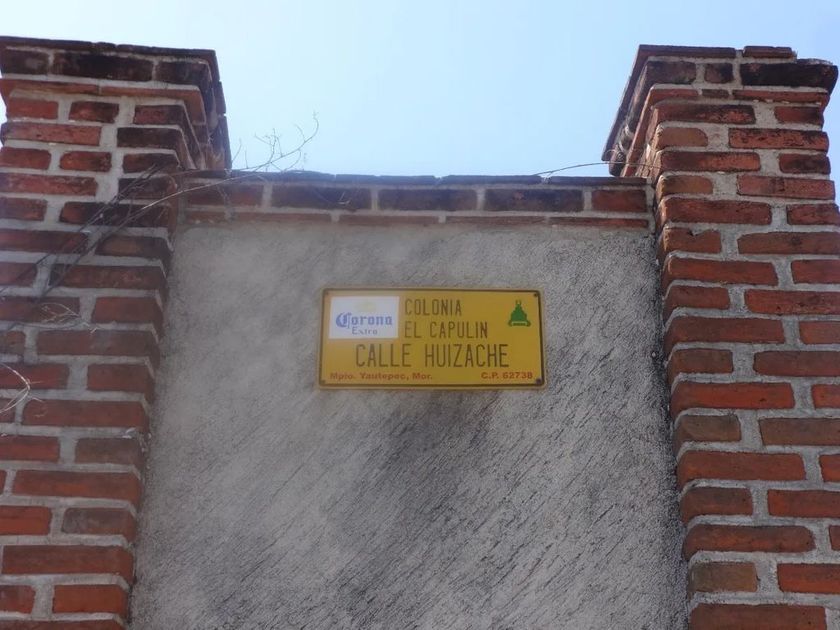 Corona
Extra
COLONIA
EL CAPULIN
CALLE HUIZACHE
Mpio. Yautepec, Mor. C.P. 62738